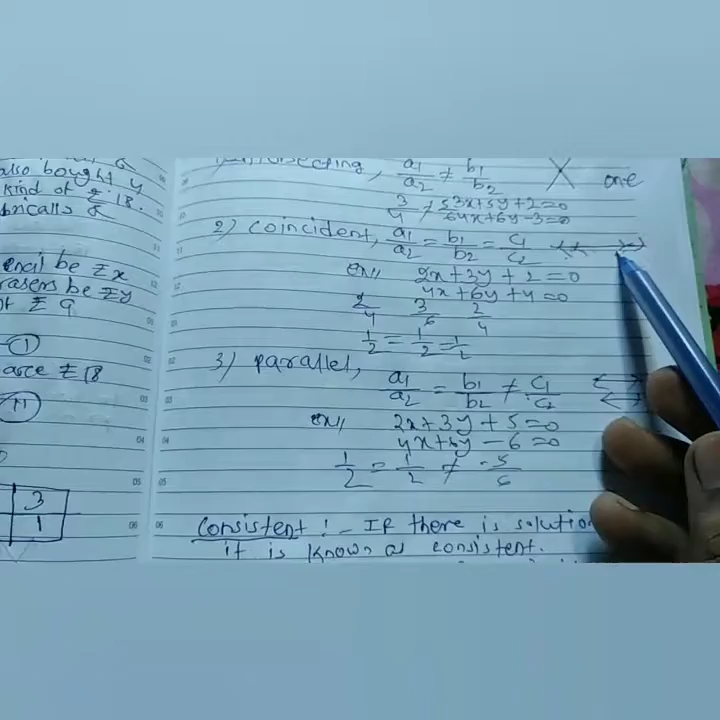 also bought 4
kind of ₹ 18.
encil be ₹ x
rasers be ₹ y
of ₹ 9
①
₹ 18
⑪
3
1
a1/a2 ≠ b1/b2 one
3/4 ≠ 5/6 3x+5y+2=0
4x+6y-3=0
2) coincident, a1/a2 = b1/b2 = c1/c2
ex 2x+3y+2=0
4x+6y+4=0
2/4 3/6 2/4
1/2 = 1/2 = 1/2
3) parallel,
a1/a2 = b1/b2 ≠ c1/c2
ex 2x+3y+5=0
4x+6y-6=0
1/2 = 1/2 ≠ -5/6
Consistent :- If there is solution
it is known as consistent.